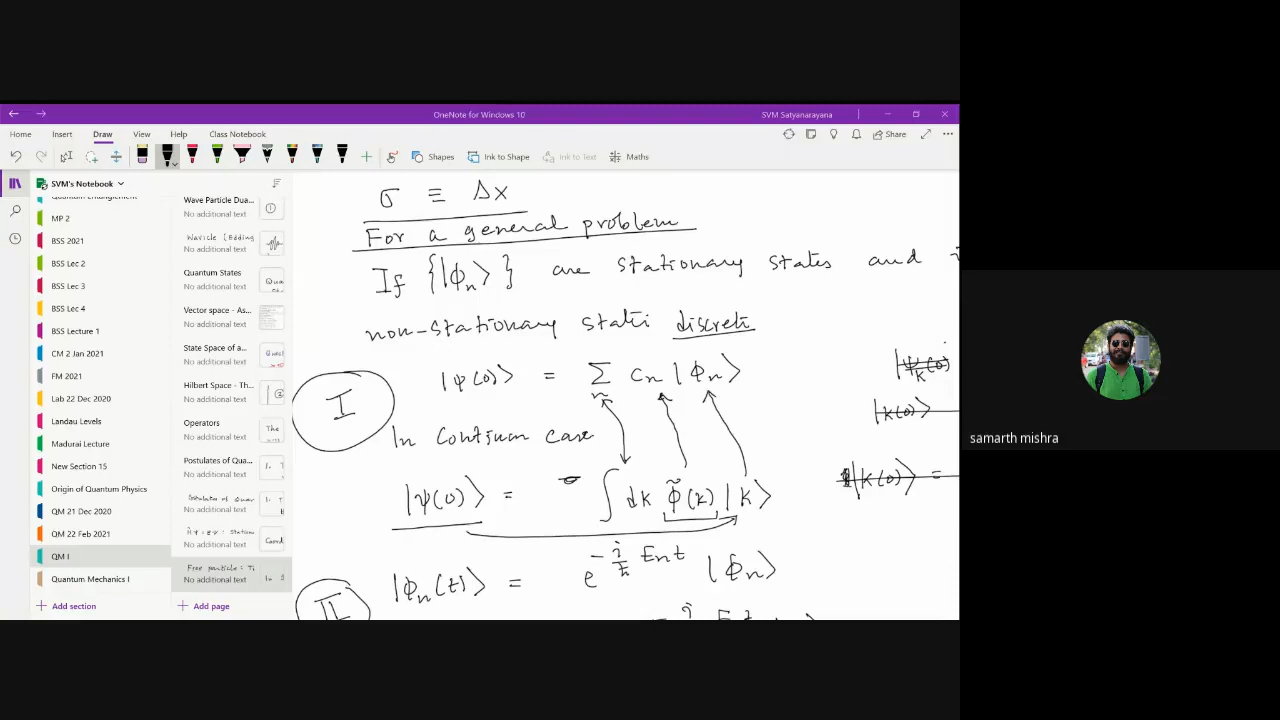 OneNote for Windows 10
SVM Satyanarayana
Home Insert Draw View Help Class Notebook
Share
Shapes Ink to Shape Ink to Text Maths
SVM's Notebook
MP 2
BSS 2021
BSS Lec 2
BSS Lec 3
BSS Lec 4
BSS Lecture 1
CM 2 Jan 2021
FM 2021
Lab 22 Dec 2020
Landau Levels
Madurai Lecture
New Section 15
Origin of Quantum Physics
QM 21 Dec 2020
QM 22 Feb 2021
QM I
Quantum Mechanics I
Add section
Wave Particle Dua...
No additional text
No additional text
Quantum States
No additional text
Vector space - As...
No additional text
State Space of a...
No additional text
Hilbert Space - Th...
No additional text
Operators
No additional text
Postulates of Qua...
No additional text
No additional text
No additional text
Free particle: Ti
No additional text
Add page
σ ≡ Δx
For a general problem
If {|ϕn⟩} are stationary states and
non-stationary state discrete
I
|ψ(0)⟩ = Σn cn |ϕn⟩
In continuum case
|ψ(0)⟩ = ∫ dk ϕ̃(k) |k⟩
|k(0)⟩
|k(0)⟩ =
II
|ϕn(t)⟩ = e^(-i/ħ En t) |ϕn⟩
samarth mishra